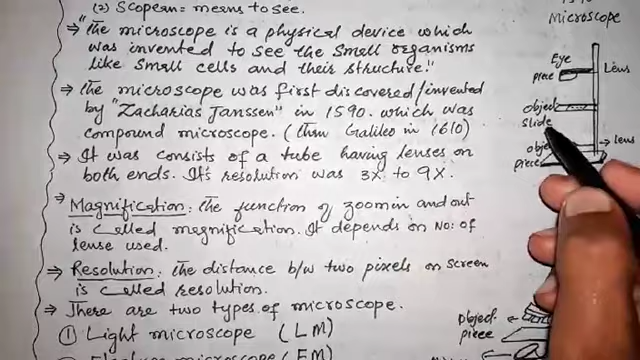 (2) Scopean = means to see.
⇒ "The microscope is a physical device which
was invented to see the small organisms
like small cells and their structure."
⇒ The microscope was first discovered/invented
by "Zacharias Janssen" in 1590. which was
compound microscope. (then Galileo in 1610)
⇒ It was consists of a tube having lenses on
both ends. It's resolution was 3X to 9X.
⇒ Magnification: The function of zoomin and out
is called magnification. It depends on No: of
lense used.
⇒ Resolution: The distance b/w two pixels on screen
is called resolution.
⇒ There are two types of microscope.
① Light microscope (LM)
Microscope
Eye
piece
Lens
object
slide
obje
piece
→ lens
Object
piece